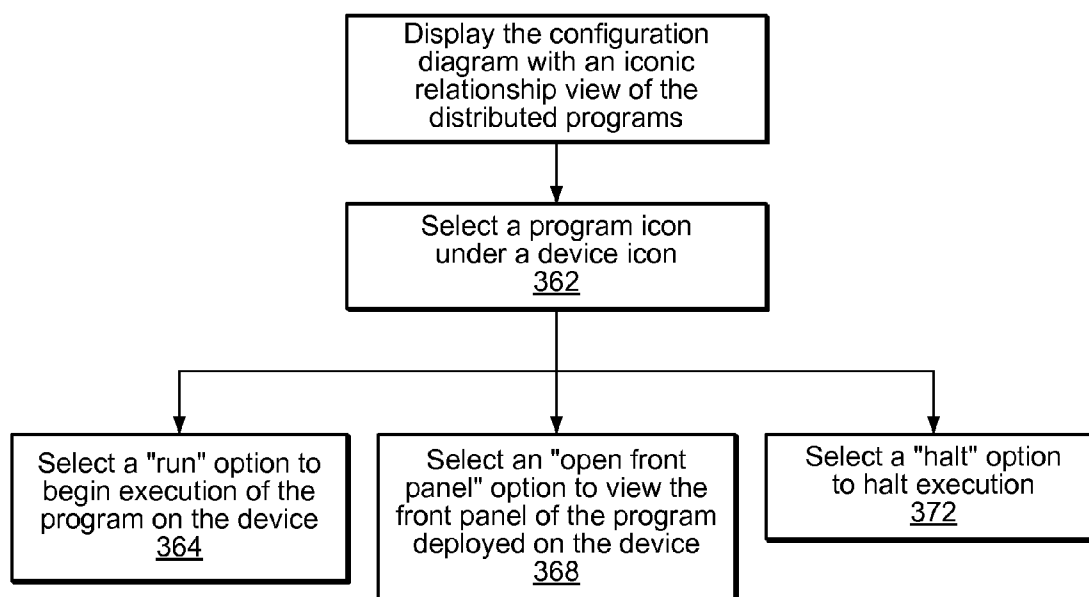 Display the configuration
diagram with an iconic
relationship view of the
distributed programs
Select a program icon
under a device icon
362
Select a "run" option to
begin execution of the
program on the device
364
Select an "open front
panel" option to view the
front panel of the program
deployed on the device
368
Select a "halt" option
to halt execution
372